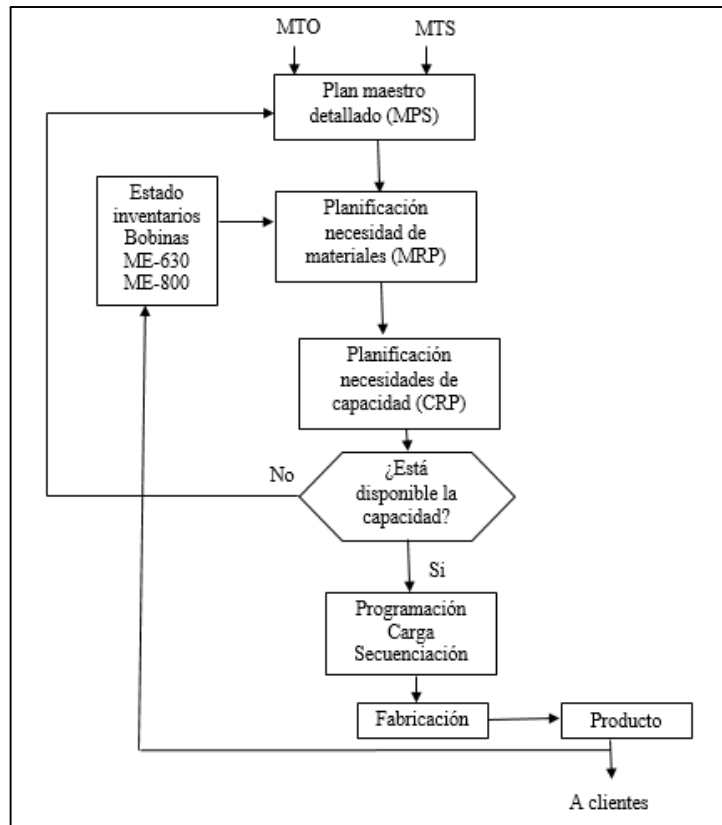 MTO
MTS
Plan maestro
detallado (MPS)
Estado
inventarios
Bobinas
ME-630
ME-800
Planificación
necesidad de
materiales (MRP)
Planificación
necesidades de
capacidad (CRP)
No
¿Está
disponible la
capacidad?
Si
Programación
Carga
Secuenciación
Fabricación
Producto
A clientes